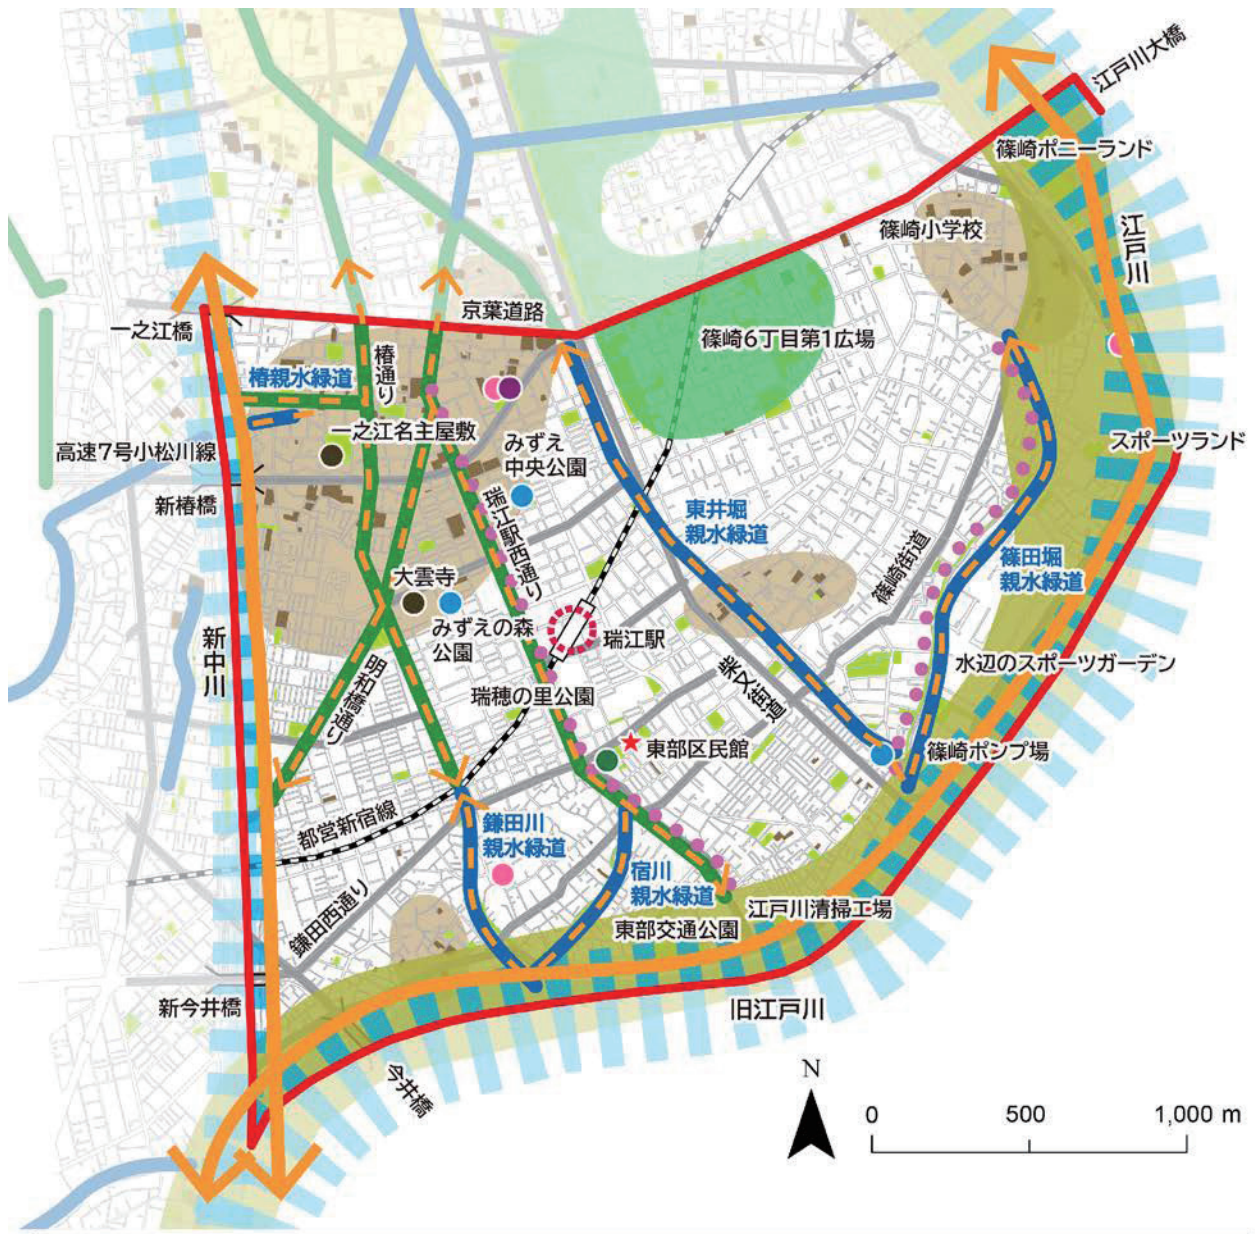 江戸川大橋
篠崎ポニーランド
篠崎小学校
江戸川
京葉道路
一之江橋
篠崎6丁目第1広場
椿通り
椿親水緑道
一之江名主屋敷
みずえ
中央公園
スポーツランド
高速7号小松川線
新椿橋
瑞江駅西通り
東井堀
親水緑道
篠崎街道
篠田堀
親水緑道
大雲寺
みずえの森
公園
瑞江駅
新中川
明和橋通り
水辺のスポーツガーデン
瑞穂の里公園
柴又街道
東部区民館
篠崎ポンプ場
都営新宿線
鎌田川
親水緑道
宿川
親水緑道
鎌田西通り
江戸川清掃工場
東部交通公園
新今井橋
旧江戸川
今井橋
N
0 500 1,000 m